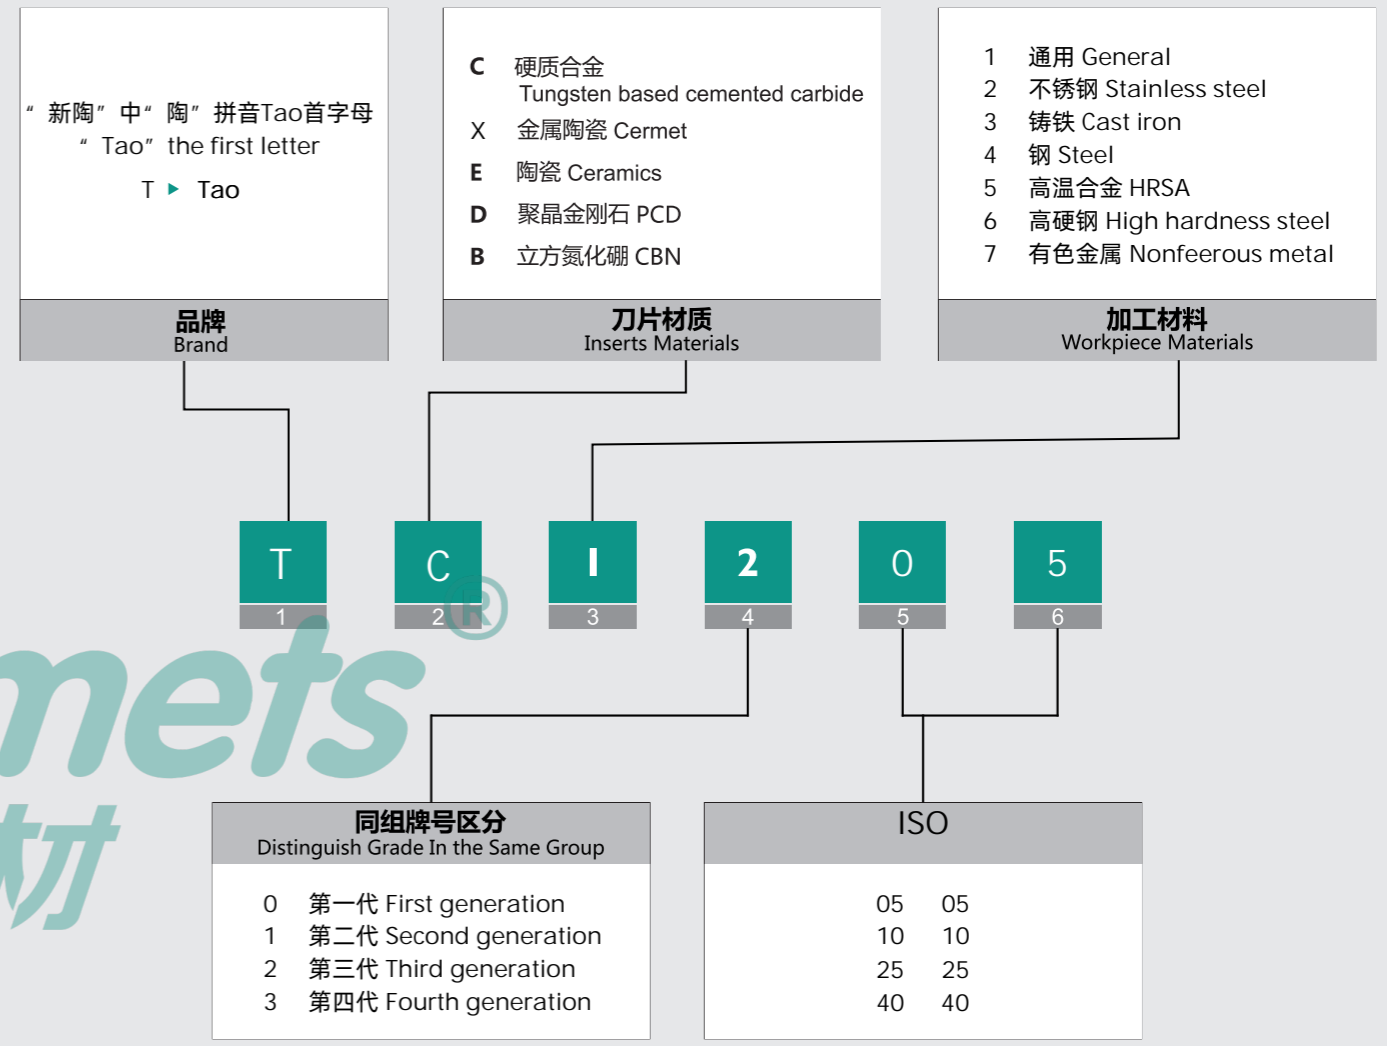 “ 新陶” 中“ 陶” 拼音Tao首字母
“ Tao” the first letter
T ▶ Tao
品牌
Brand
C 硬质合金
Tungsten based cemented carbide
X 金属陶瓷 Cermet
E 陶瓷 Ceramics
D 聚晶金刚石 PCD
B 立方氮化硼 CBN
刀片材质
Inserts Materials
1 通用 General
2 不锈钢 Stainless steel
3 铸铁 Cast iron
4 钢 Steel
5 高温合金 HRSA
6 高硬钢 High hardness steel
7 有色金属 Nonfeerous metal
加工材料
Workpiece Materials
T C 1 2 0 5
1 2 3 4 5 6
®
mets
材
同组牌号区分
Distinguish Grade In the Same Group
0 第一代 First generation
1 第二代 Second generation
2 第三代 Third generation
3 第四代 Fourth generation
ISO
05 05
10 10
25 25
40 40